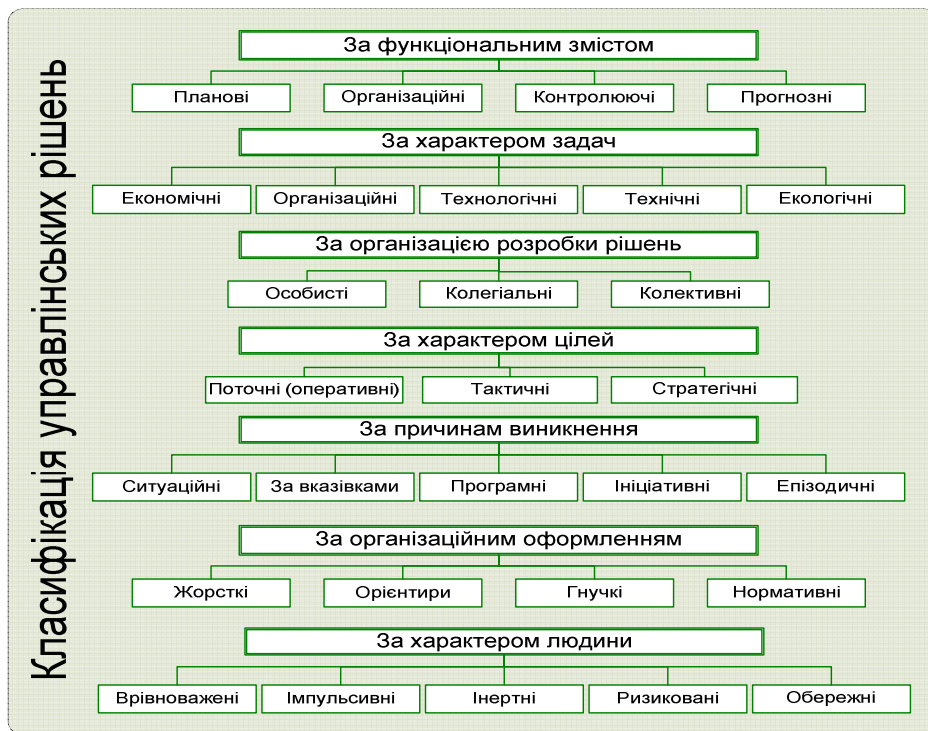 Класифікація управлінських рішень
За функціональним змістом
Планові
Організаційні
Контролюючі
Прогнозні
За характером задач
Економічні
Організаційні
Технологічні
Технічні
Екологічні
За організацією розробки рішень
Особисті
Колегіальні
Колективні
За характером цілей
Поточні (оперативні)
Тактичні
Стратегічні
За причинам виникнення
Ситуаційні
За вказівками
Програмні
Ініціативні
Епізодичні
За організаційним оформленням
Жорсткі
Орієнтири
Гнучкі
Нормативні
За характером людини
Врівноважені
Імпульсивні
Інертні
Ризиковані
Обережні